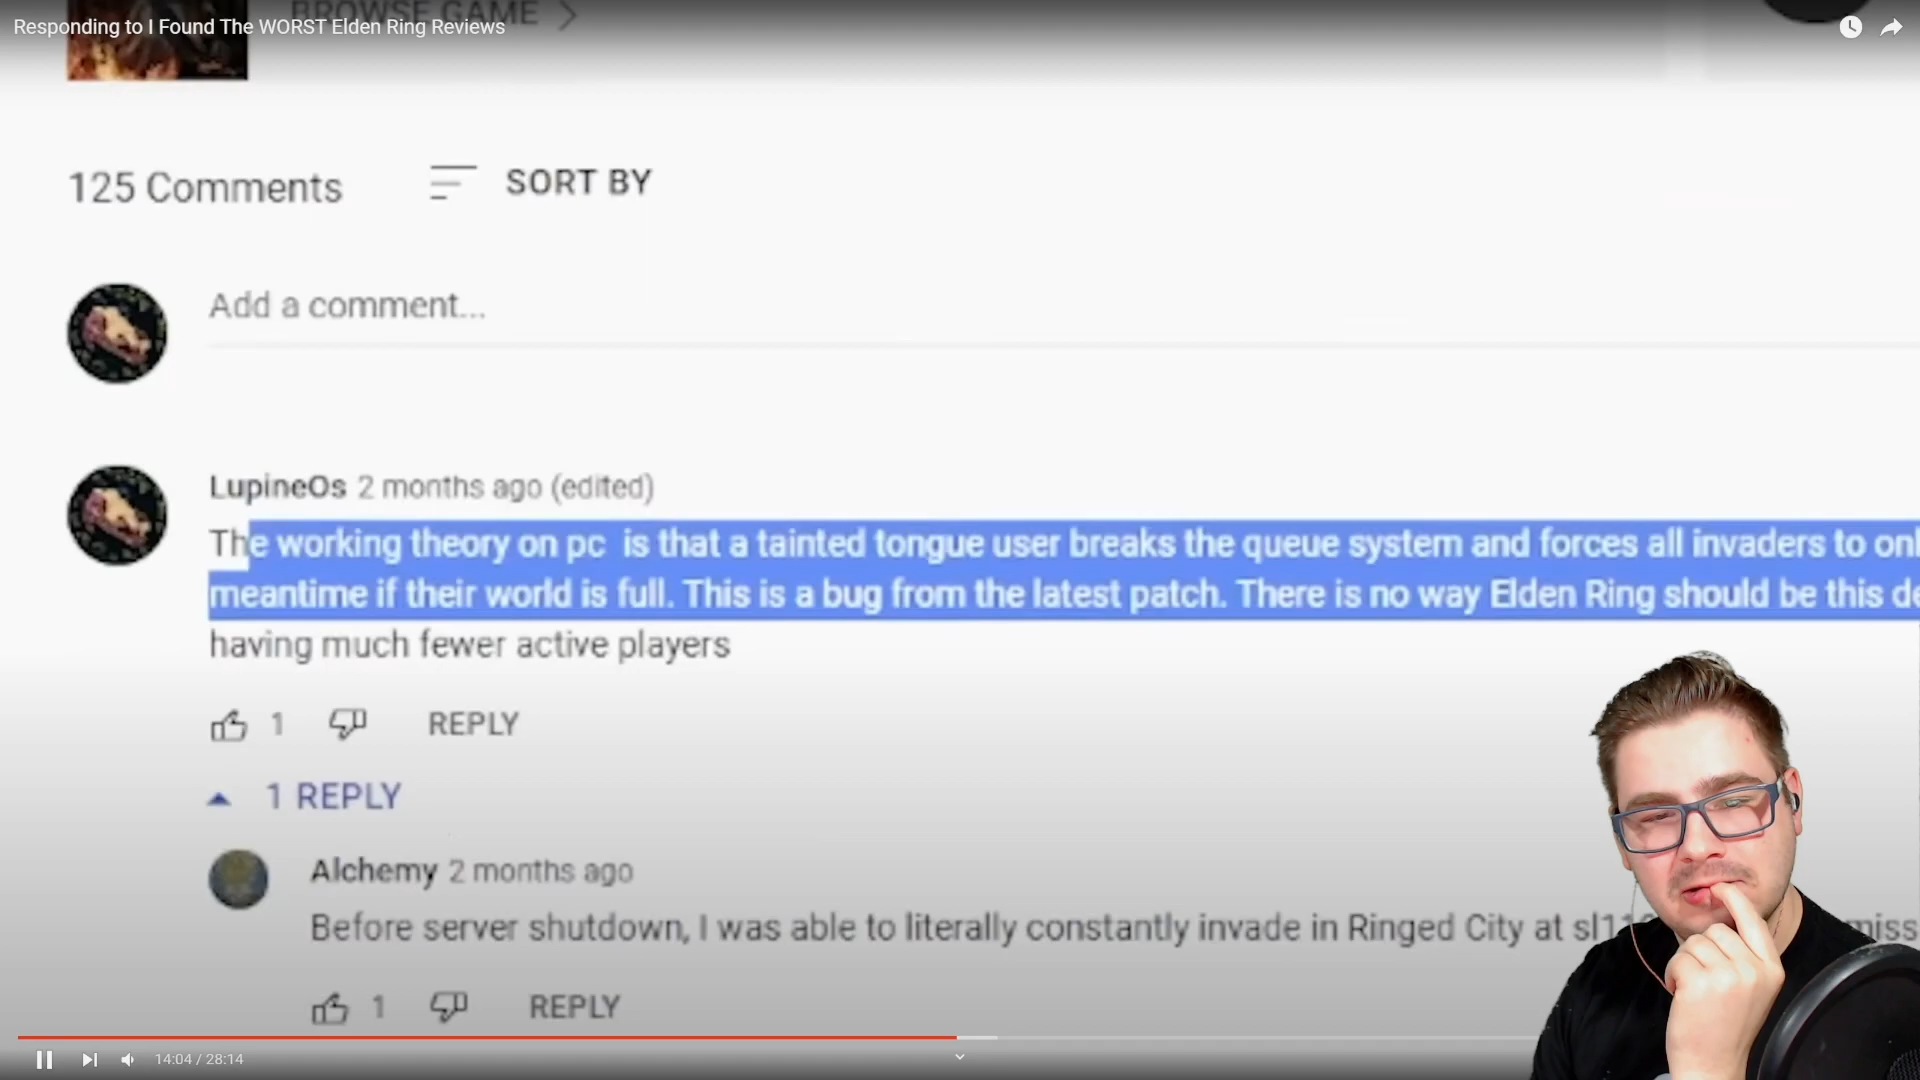 BROWSE GAME
Responding to I Found The WORST Elden Ring Reviews
125 Comments
SORT BY
Add a comment...
LupineOs 2 months ago (edited)
The working theory on pc is that a tainted tongue user breaks the queue system and forces all invaders to
meantime if their world is full. This is a bug from the latest patch. There is no way Elden Ring should be this
having much fewer active players
1 REPLY
1 REPLY
Alchemy 2 months ago
Before server shutdown, I was able to literally constantly invade in Ringed City at
1 REPLY
14:04 / 28:14